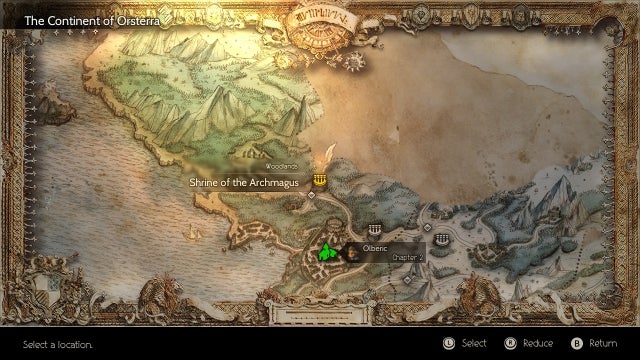 The Continent of Orsterra
Woodlands
Shrine of the Archmagus
Olberic
Chapter 2
Select a location.
L Select
R Reduce
B Return